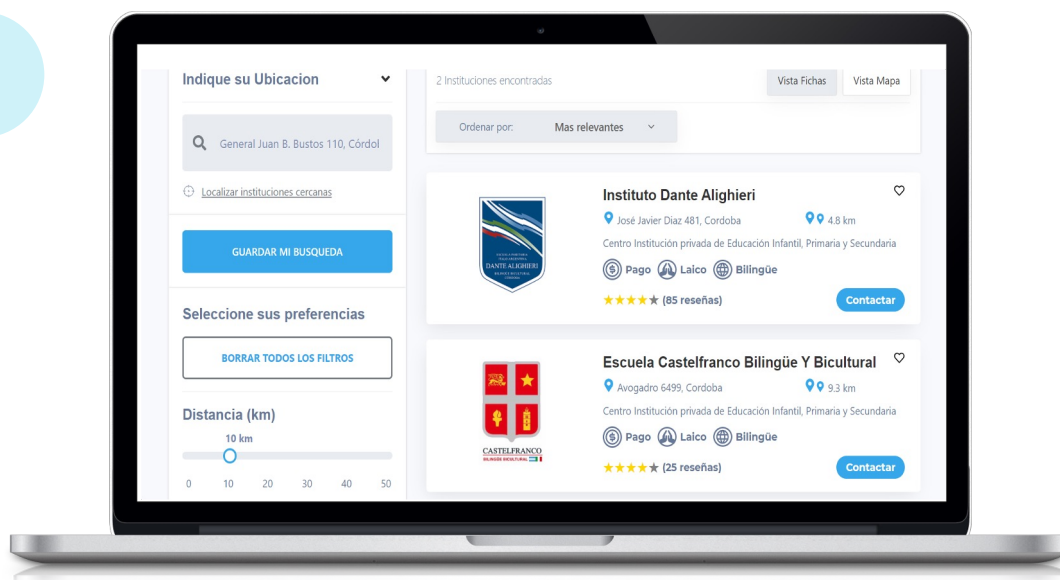 Indique su Ubicacion
General Juan B. Bustos 110, Córdol
Localizar instituciones cercanas
GUARDAR MI BUSQUEDA
Seleccione sus preferencias
BORRAR TODOS LOS FILTROS
Distancia (km)
10 km
0 10 20 30 40 50
2 Instituciones encontradas
Vista Fichas Vista Mapa
Ordenar por: Mas relevantes
DANTE ALIGHIERI
Instituto Dante Alighieri
José Javier Diaz 481, Cordoba 4.8 km
Centro Institución privada de Educación Infantil, Primaria y Secundaria
Pago Laico Bilingüe
(85 reseñas) Contactar
CASTELFRANCO
BILINGÜE BICULTURAL
Escuela Castelfranco Bilingüe Y Bicultural
Avogadro 6499, Cordoba 9.3 km
Centro Institución privada de Educación Infantil, Primaria y Secundaria
Pago Laico Bilingüe
(25 reseñas) Contactar